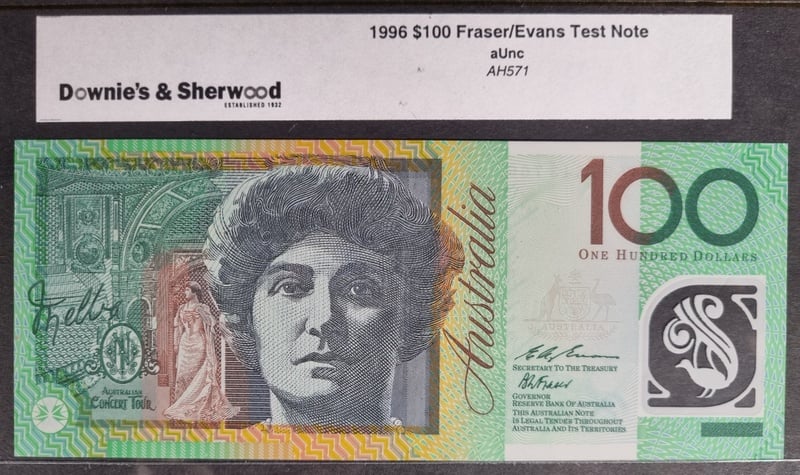 1996 $100 Fraser/Evans Test Note
aUnc
AH571
Downie's & Sherwood
ESTABLISHED 1932
Australia
100
ONE HUNDRED DOLLARS
AUSTRALIA
SECRETARY TO THE TREASURY
GOVERNOR
RESERVE BANK OF AUSTRALIA
THIS AUSTRALIAN NOTE
IS LEGAL TENDER THROUGHOUT
AUSTRALIA AND ITS TERRITORIES
Melba
AUSTRALIAN
CONCERT TOUR